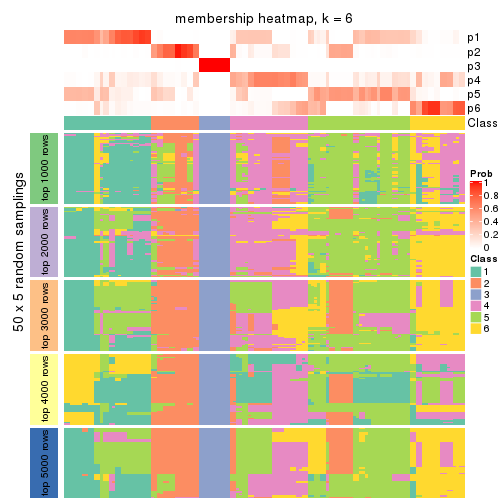 membership heatmap, k = 6
p1
p2
p3
p4
p5
p6
Class
50 x 5 random samplings
top 1000 rows
top 2000 rows
top 3000 rows
top 4000 rows
top 5000 rows
Prob
1
0.8
0.6
0.4
0.2
0
Class
1
2
3
4
5
6